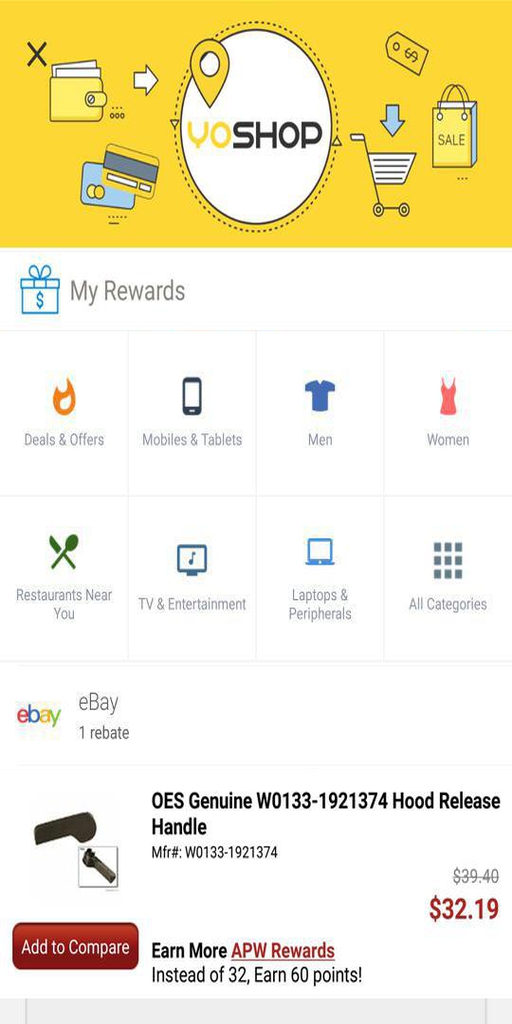 YOSHOP
SALE
My Rewards
Deals & Offers
Mobiles & Tablets
Men
Women
Restaurants Near
You
TV & Entertainment
Laptops &
Peripherals
All Categories
ebay
eBay
1 rebate
OES Genuine W0133-1921374 Hood Release
Handle
Mfr#: W0133-1921374
$39.40
$32.19
Add to Compare
Earn More APW Rewards
Instead of 32, Earn 60 points!